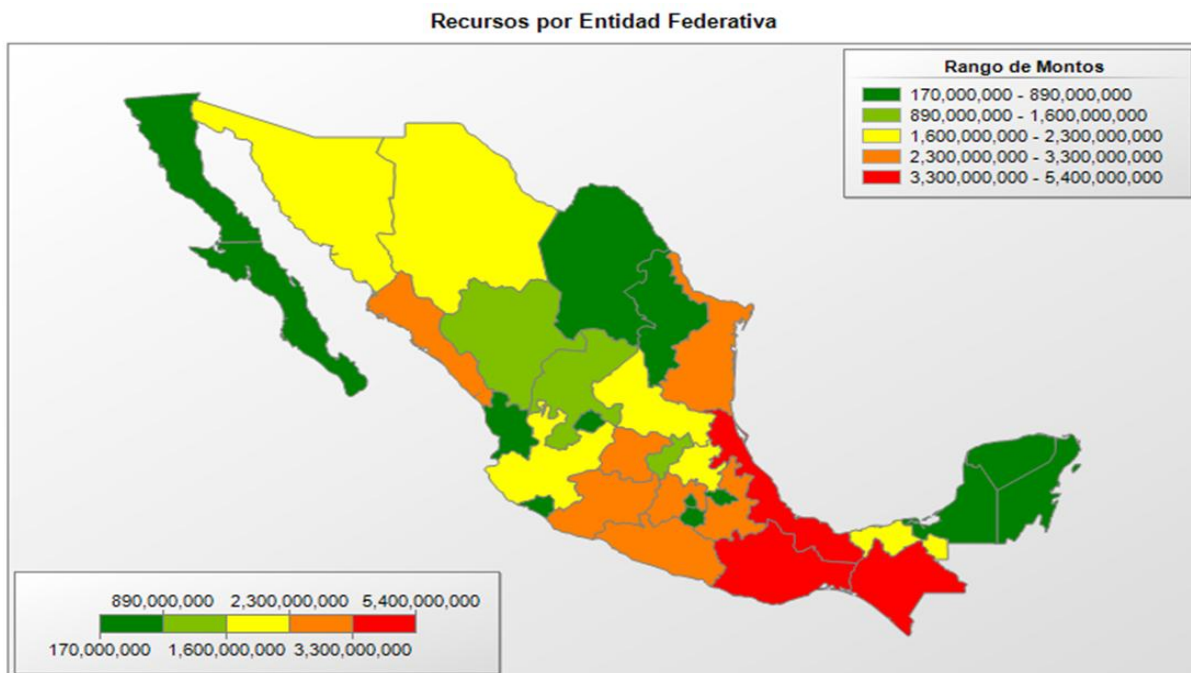 Recursos por Entidad Federativa
Rango de Montos
170,000,000 - 890,000,000
890,000,000 - 1,600,000,000
1,600,000,000 - 2,300,000,000
2,300,000,000 - 3,300,000,000
3,300,000,000 - 5,400,000,000
890,000,000 2,300,000,000 5,400,000,000
170,000,000 1,600,000,000 3,300,000,000